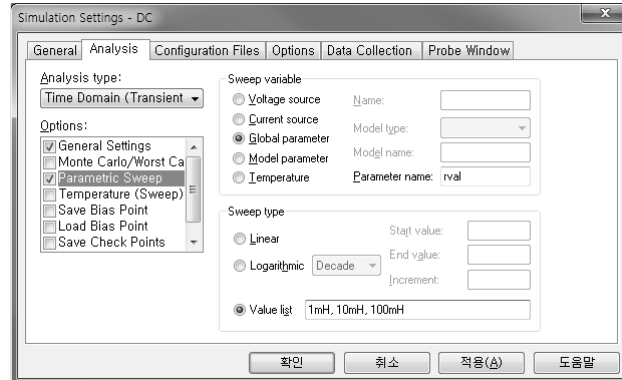 Simulation Settings - DC
General Analysis Configuration Files Options Data Collection Probe Window
Analysis type:
Time Domain (Transient
Options:
General Settings
Monte Carlo/Worst Ca
Parametric Sweep
Temperature (Sweep)
Save Bias Point
Load Bias Point
Save Check Points
Sweep variable
Voltage source
Current source
Global parameter
Model parameter
Temperature
Name:
Model type:
Model name:
Parameter name: rval
Sweep type
Linear
Logarithmic Decade
Value list 1mH, 10mH, 100mH
Start value:
End value:
Increment:
확인 취소 적용(A) 도움말